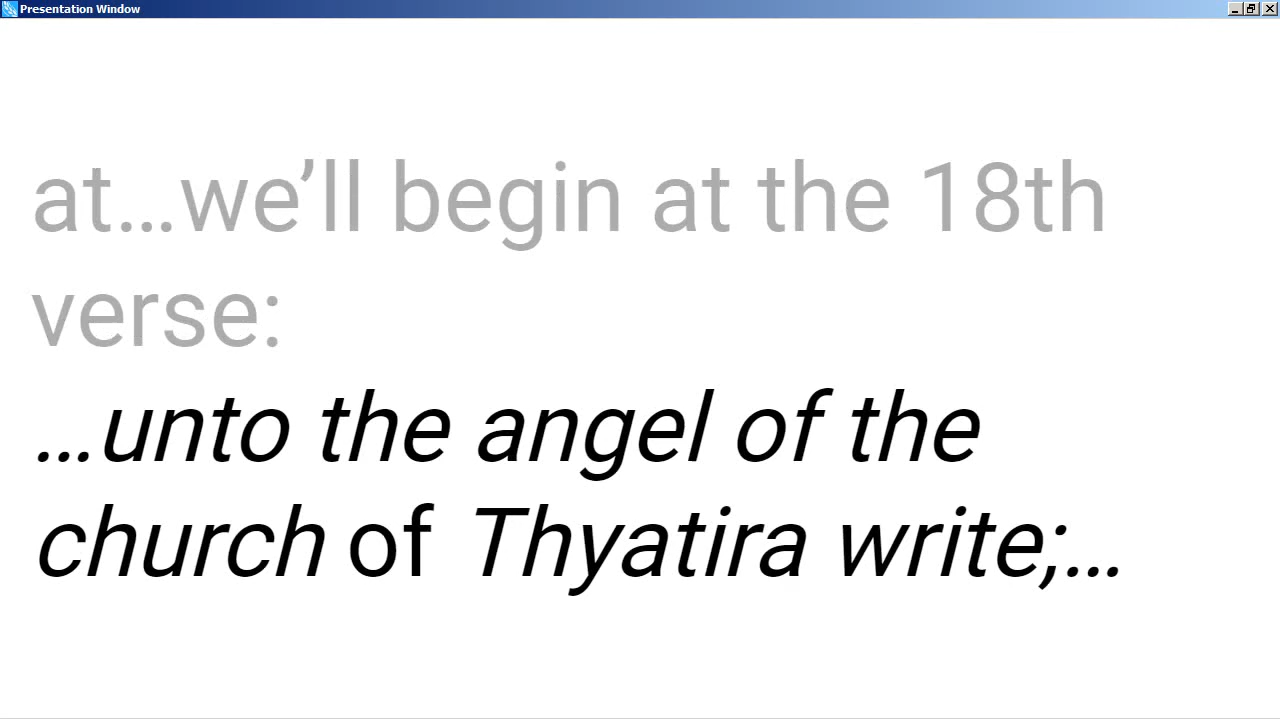 Presentation Window
at…we’ll begin at the 18th
verse:
…unto the angel of the
church of Thyatira write;…